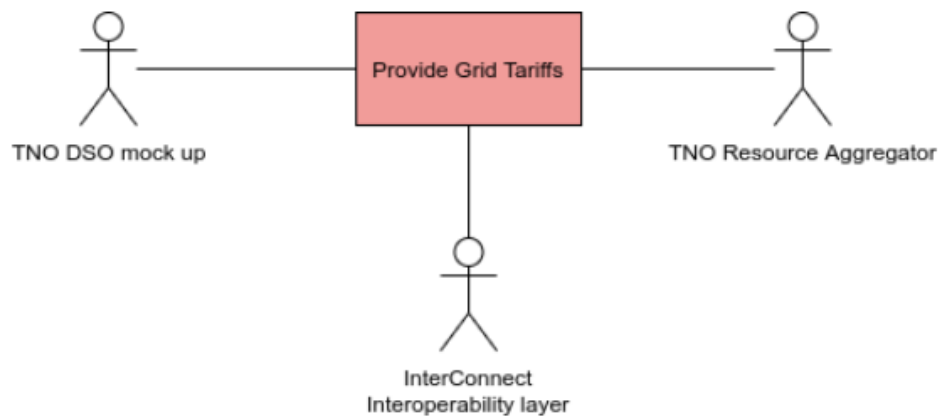 Provide Grid Tariffs
TNO DSO mock up
TNO Resource Aggregator
InterConnect
Interoperability layer